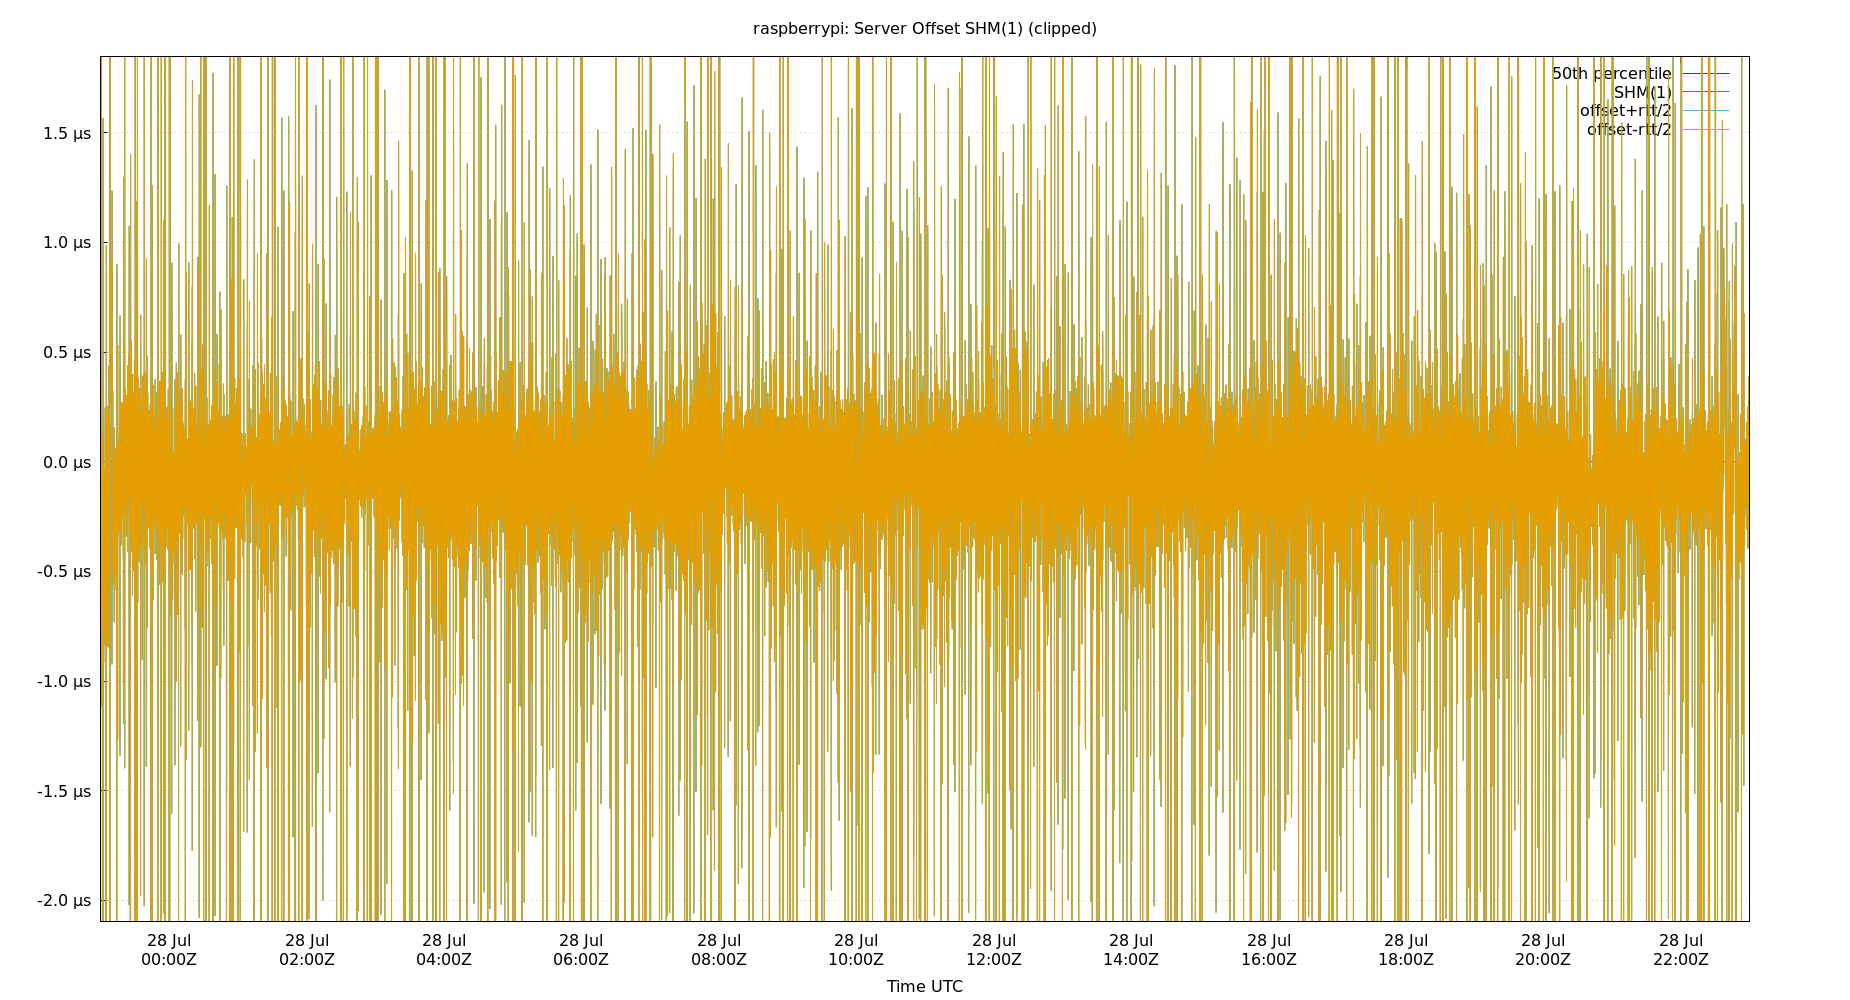 raspberrypi: Server Offset SHM(1) (clipped)
50th percentile
SHM(1)
offset+rtt/2
offset-rtt/2
1.5 µs
1.0 µs
0.5 µs
0.0 µs
-0.5 µs
-1.0 µs
-1.5 µs
-2.0 µs
28 Jul 28 Jul 28 Jul 28 Jul 28 Jul 28 Jul 28 Jul 28 Jul 28 Jul 28 Jul 28 Jul 28 Jul
00:00Z 02:00Z 04:00Z 06:00Z 08:00Z 10:00Z 12:00Z 14:00Z 16:00Z 18:00Z 20:00Z 22:00Z
Time UTC